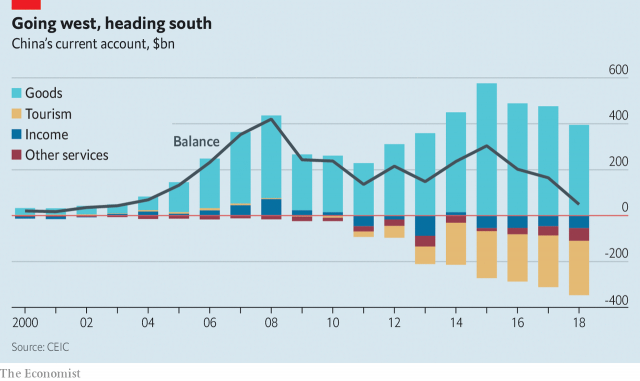 Going west, heading south
China's current account, $bn
Goods
Tourism
Income
Other services
Balance
600
400
200
0
-200
-400
2000 02 04 06 08 10 12 14 16 18
Source: CEIC
The Economist